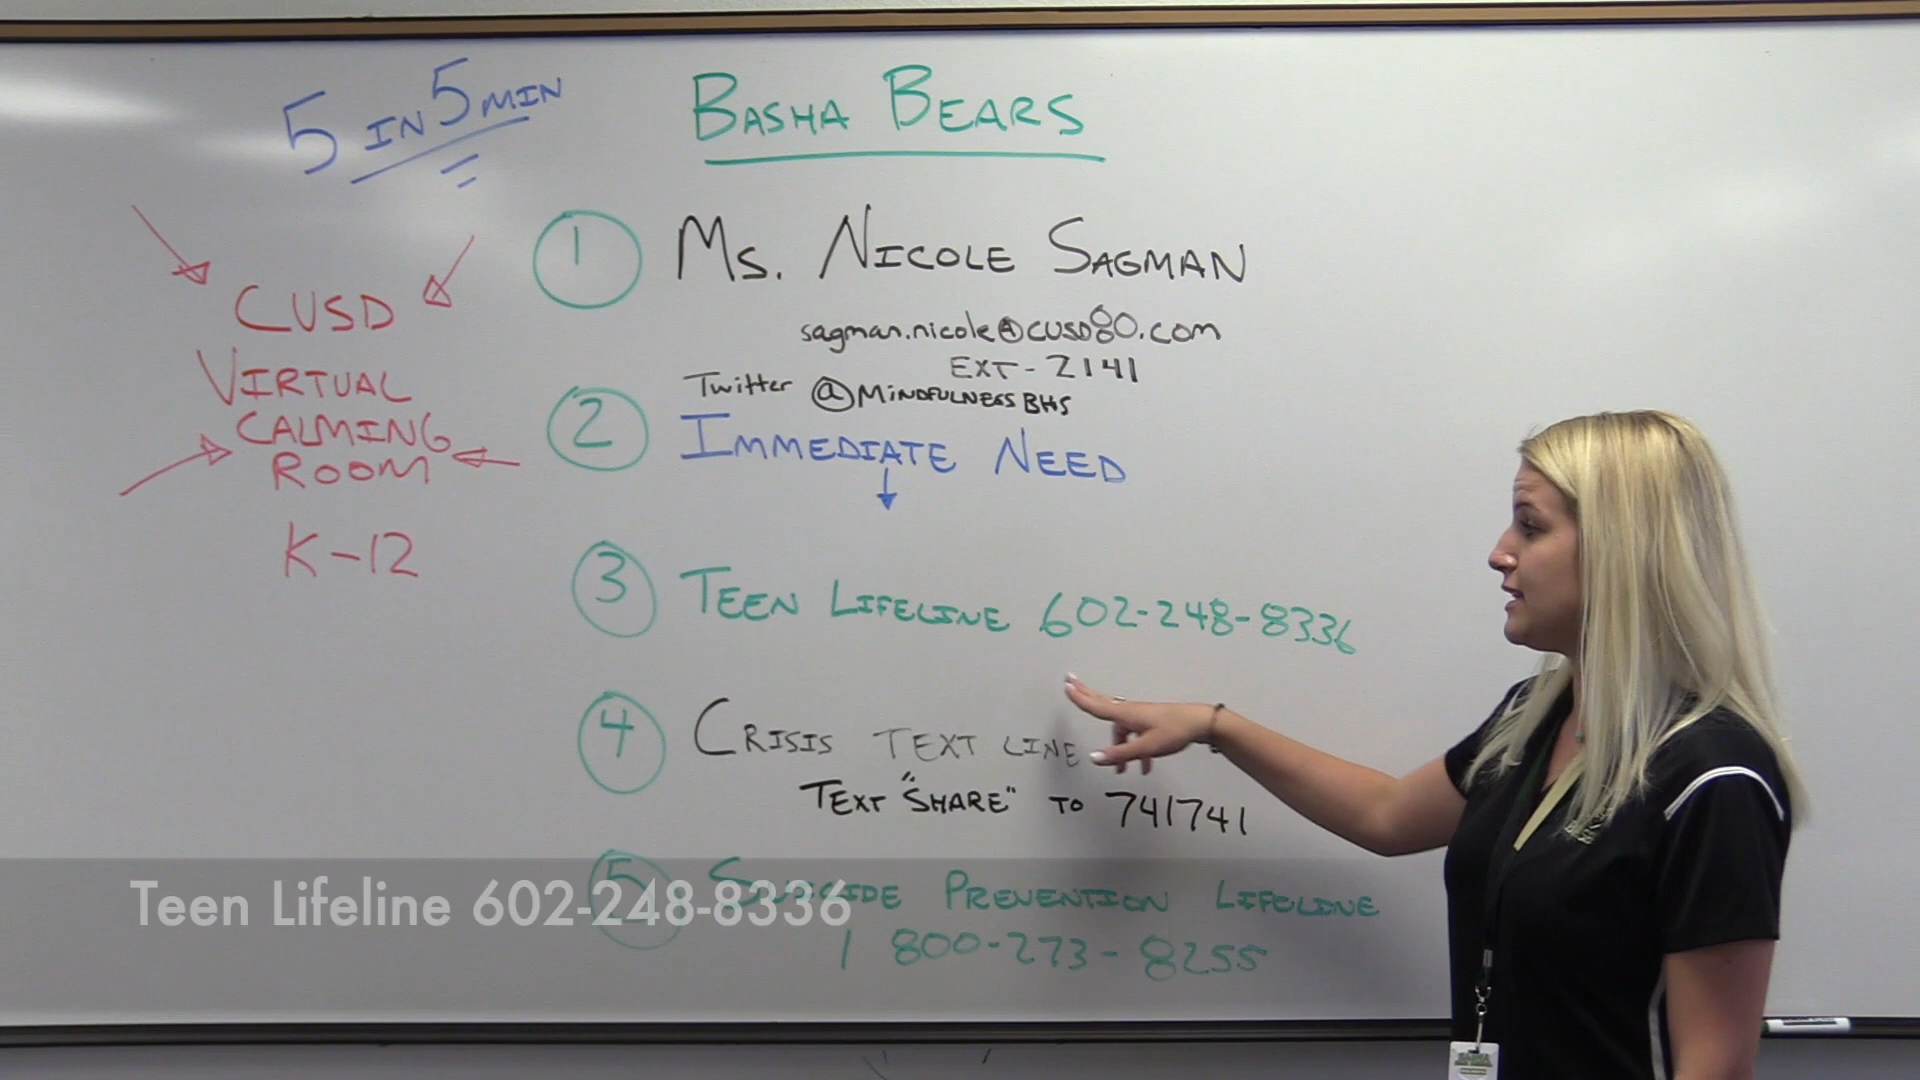 5 IN 5 MIN
BASHA BEARS
CUSD
VIRTUAL
CALMING
ROOM
K-12
1 MS. NICOLE SAGMAN
sagman.nicole@cusd80.com
EXT - 2141
Twitter @MINDFULNESSBHS
2 IMMEDIATE NEED
3 TEEN LIFELINE 602-248-8336
4 CRISIS TEXT LINE
TEXT "SHARE" TO 741741
5 SUICIDE PREVENTION LIFELINE
1 800-273-8255
Teen Lifeline 602-248-8336